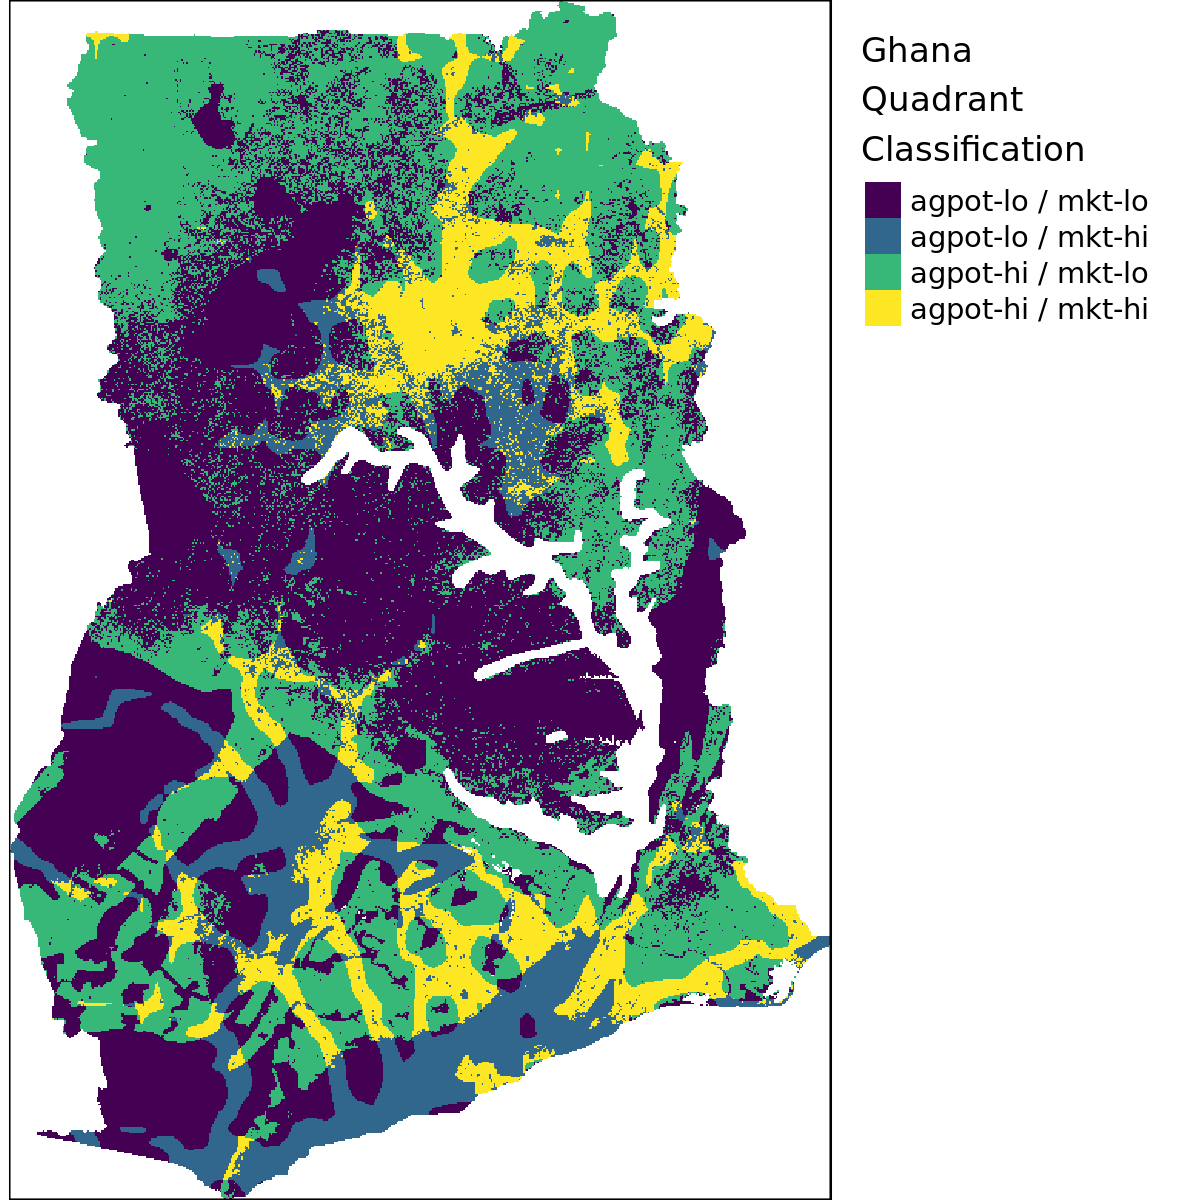 Ghana
Quadrant
Classification
agpot-lo / mkt-lo
agpot-lo / mkt-hi
agpot-hi / mkt-lo
agpot-hi / mkt-hi